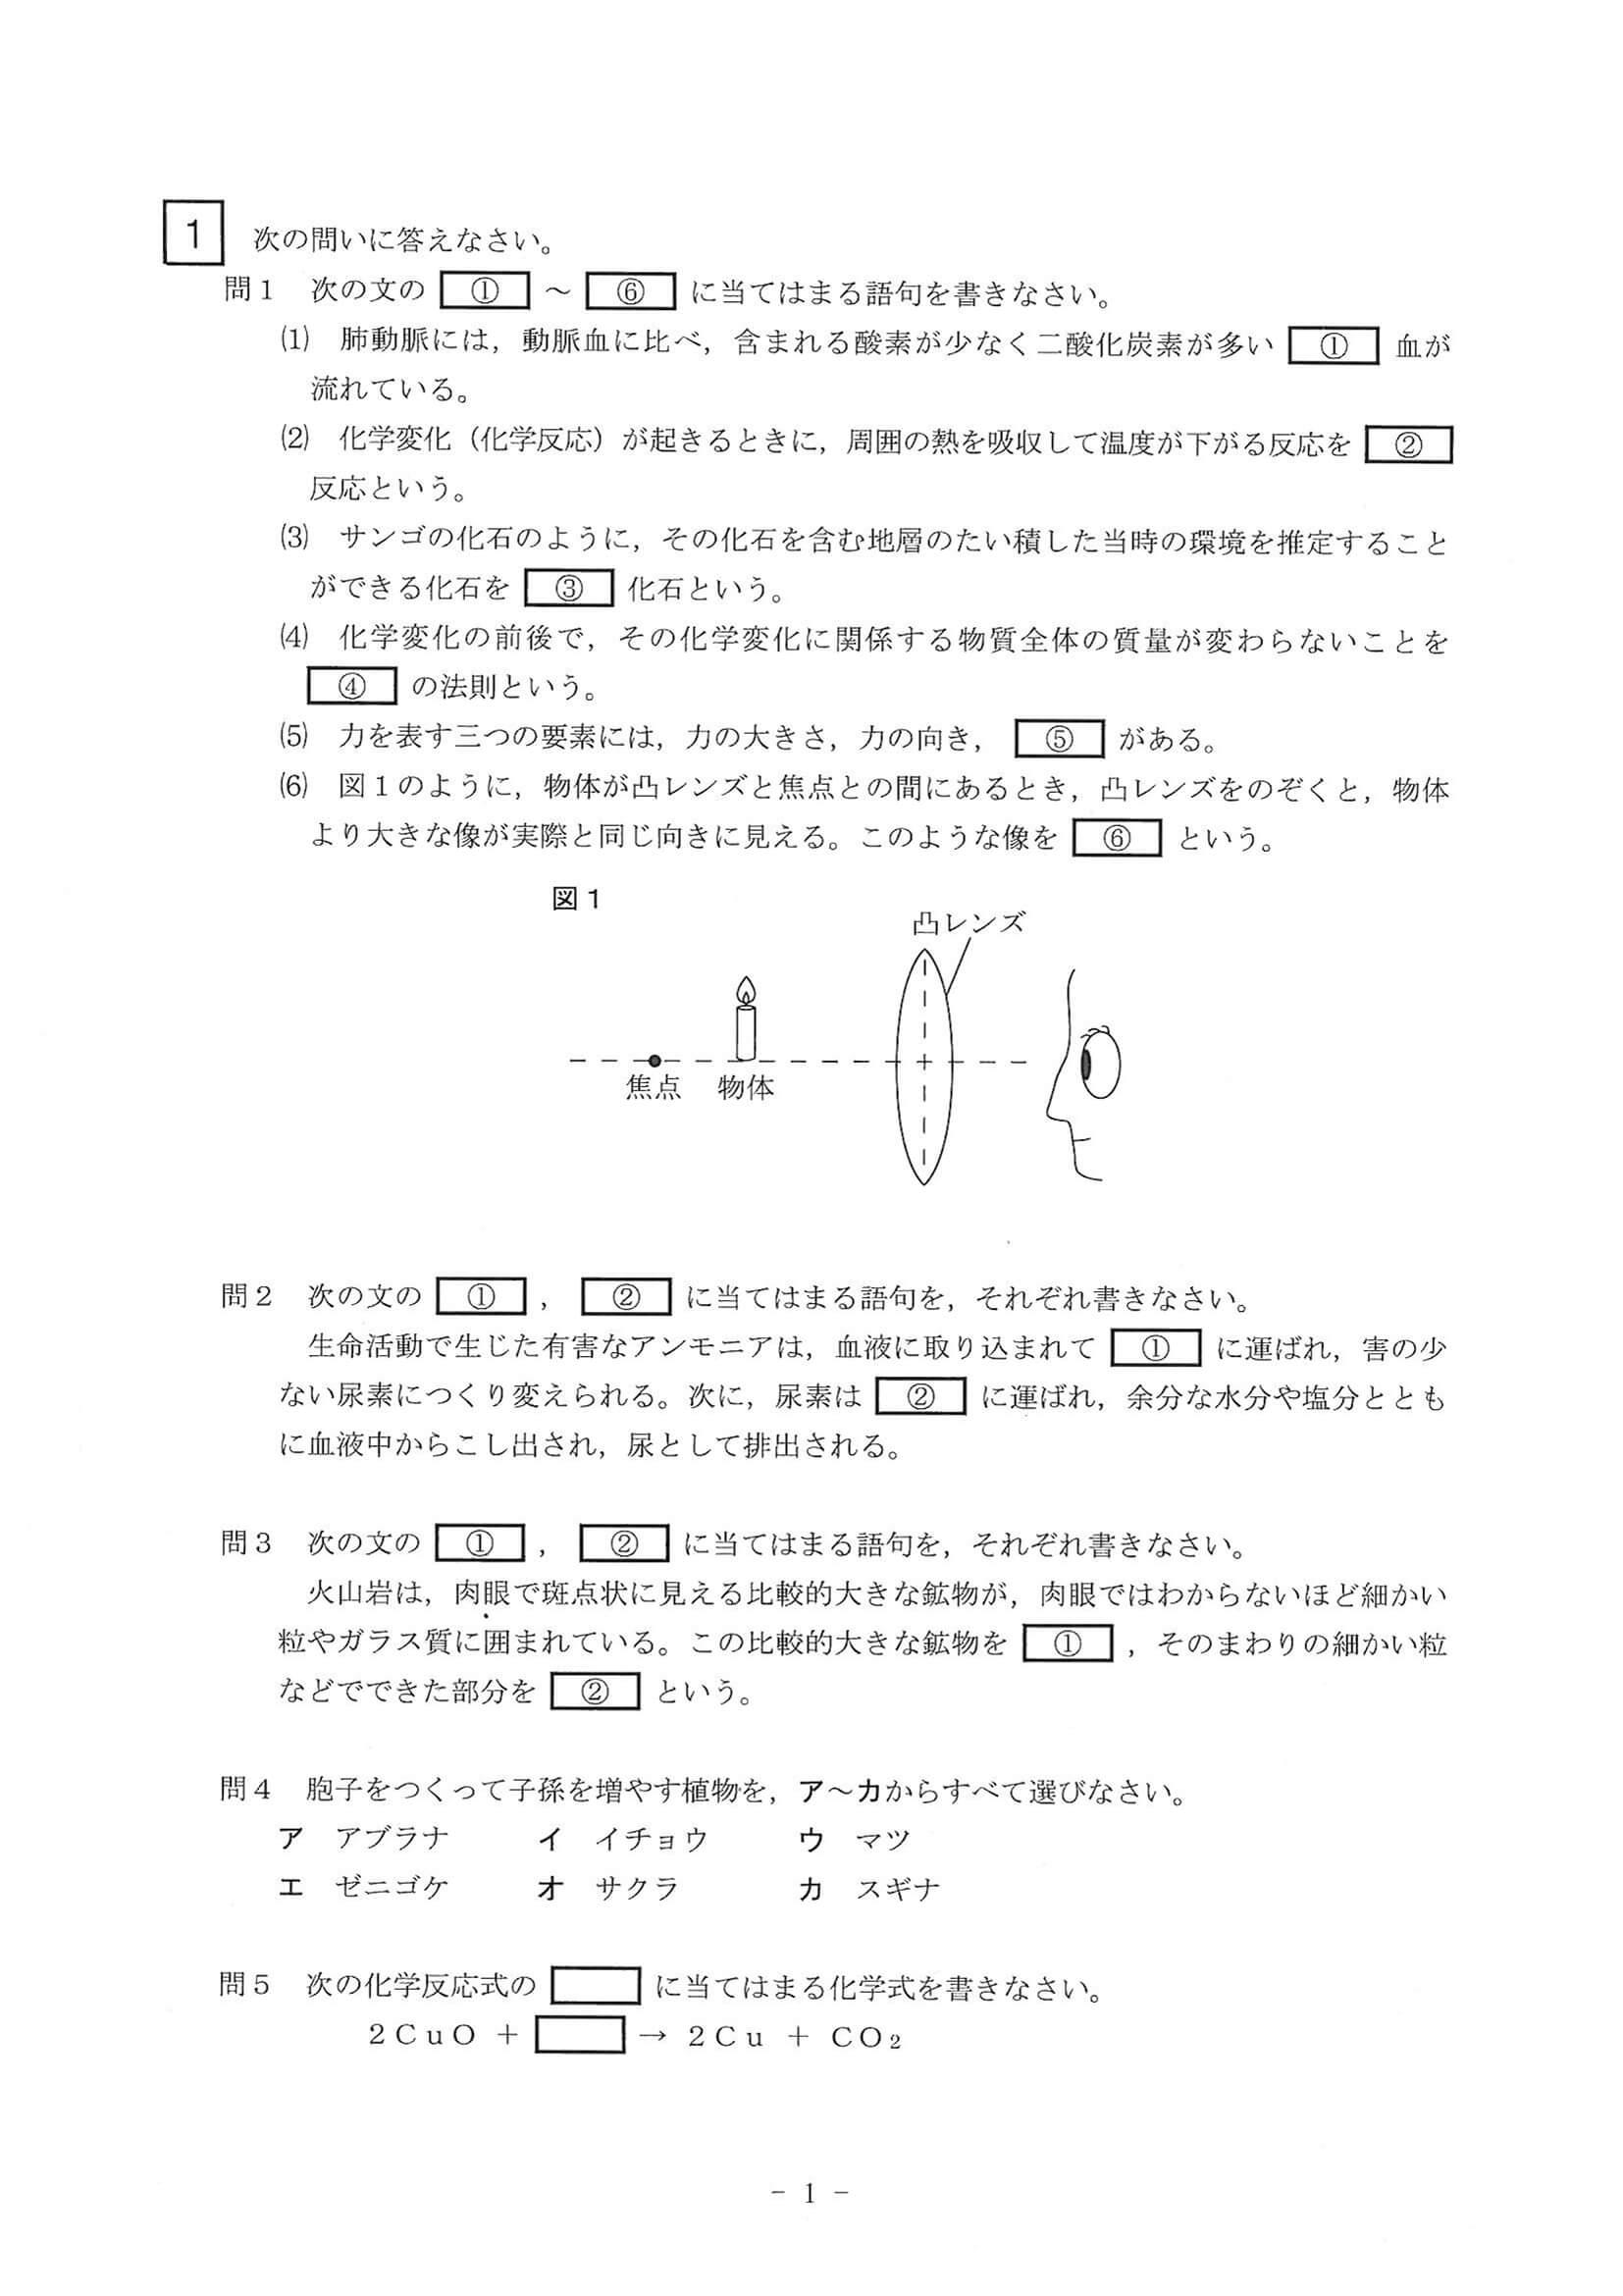 1 次の問いに答えなさい。
問1 次の文の ① ～ ⑥ に当てはまる語句を書きなさい。
(1) 肺動脈には，動脈血に比べ，含まれる酸素が少なく二酸化炭素が多い ① 血が
流れている。
(2) 化学変化（化学反応）が起きるときに，周囲の熱を吸収して温度が下がる反応を ②
反応という。
(3) サンゴの化石のように，その化石を含む地層のたい積した当時の環境を推定すること
ができる化石を ③ 化石という。
(4) 化学変化の前後で，その化学変化に関係する物質全体の質量が変わらないことを
④ の法則という。
(5) 力を表す三つの要素には，力の大きさ，力の向き， ⑤ がある。
(6) 図1のように，物体が凸レンズと焦点との間にあるとき，凸レンズをのぞくと，物体
より大きな像が実際と同じ向きに見える。このような像を ⑥ という。
図1
凸レンズ
焦点 物体
問2 次の文の ① ， ② に当てはまる語句を，それぞれ書きなさい。
生命活動で生じた有害なアンモニアは，血液に取り込まれて ① に運ばれ，害の少
ない尿素につくり変えられる。次に，尿素は ② に運ばれ，余分な水分や塩分ととも
に血液中からこし出され，尿として排出される。
問3 次の文の ① ， ② に当てはまる語句を，それぞれ書きなさい。
火山岩は，肉眼で斑点状に見える比較的大きな鉱物が，肉眼ではわからないほど細かい
粒やガラス質に囲まれている。この比較的大きな鉱物を ① ，そのまわりの細かい粒
などでできた部分を ② という。
問4 胞子をつくって子孫を増やす植物を，ア～カからすべて選びなさい。
ア アブラナ イ イチョウ ウ マツ
エ ゼニゴケ オ サクラ カ スギナ
問5 次の化学反応式の に当てはまる化学式を書きなさい。
2CuO ＋ → 2Cu ＋ CO₂
- 1 -